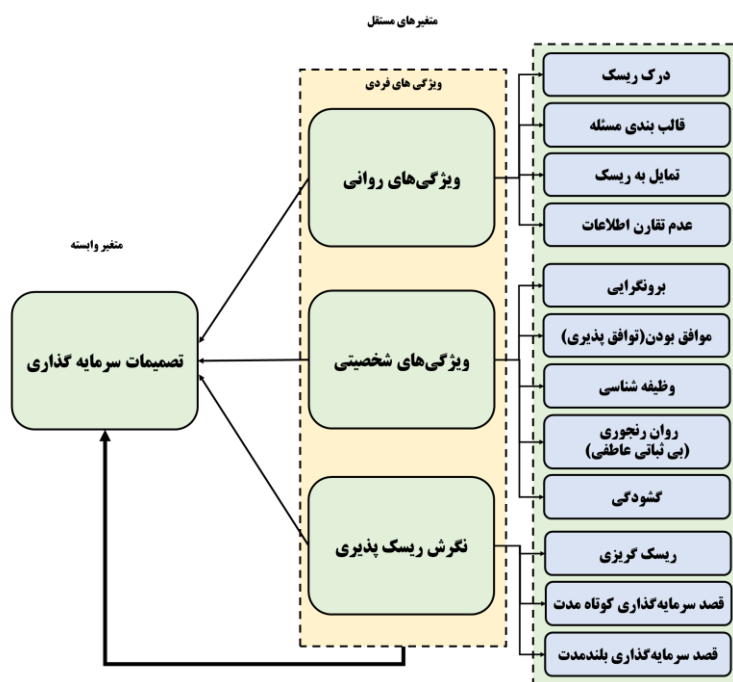 متغیرهای مستقل
ویژگی های فردی
درک ریسک
قالب بندی مسئله
ویژگی‌های روانی
تمایل به ریسک
عدم تقارن اطلاعات
متغیر وابسته
برونگرایی
موافق بودن(توافق پذیری)
تصمیمات سرمایه گذاری
ویژگی‌های شخصیتی
وظیفه شناسی
روان رنجوری
(بی ثباتی عاطفی)
گشودگی
نگرش ریسک پذیری
ریسک گریزی
قصد سرمایه‌گذاری کوتاه مدت
قصد سرمایه‌گذاری بلندمدت